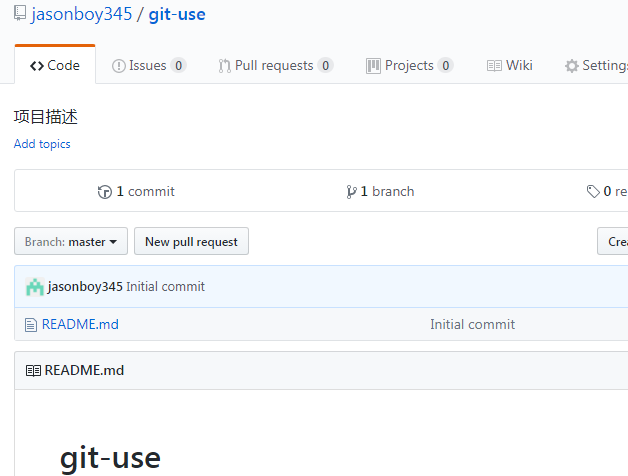 jasonboy345 / git-use
Code Issues 0 Pull requests 0 Projects 0 Wiki Setting
项目描述
Add topics
1 commit 1 branch 0 re
Branch: master New pull request Crea
jasonboy345 Initial commit
README.md Initial commit
README.md
git-use